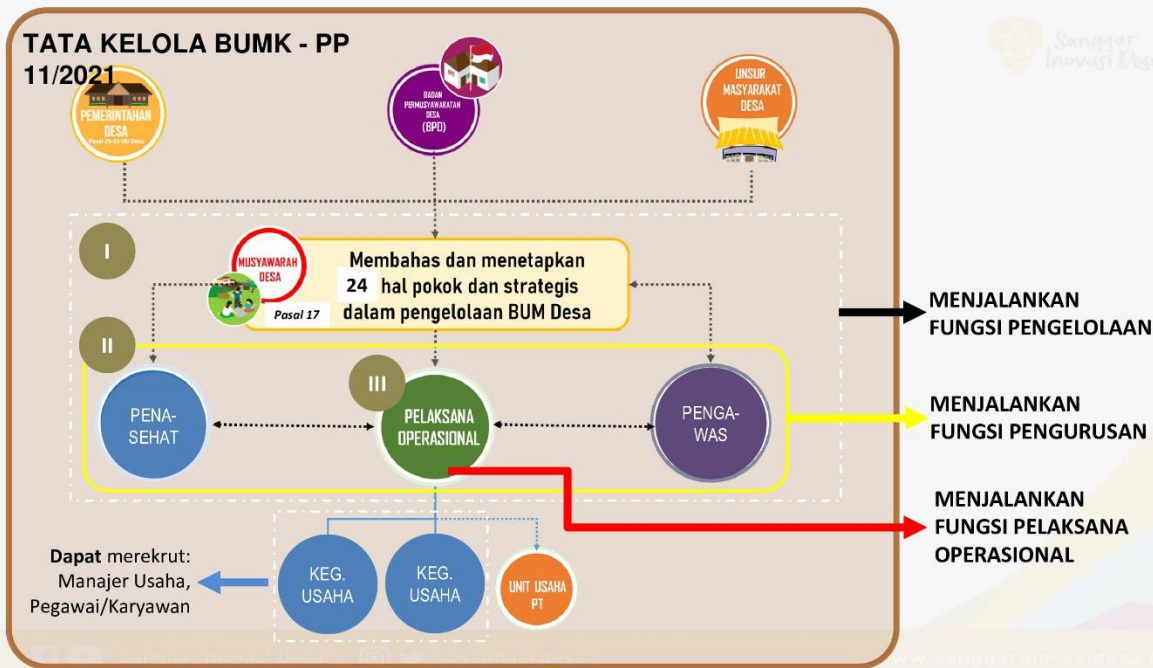 TATA KELOLA BUMK - PP
11/2021
PEMERINTAHAN
DESA
BADAN
PERMUSYAWARATAN
DESA
(BPD)
UNSUR
MASYARAKAT
DESA
Sanggar
Inovasi Desa
I
MUSYAWARAH
DESA
Pasal 17
Membahas dan menetapkan
24 hal pokok dan strategis
dalam pengelolaan BUM Desa
MENJALANKAN
FUNGSI PENGELOLAAN
II
PENA-
SEHAT
III
PELAKSANA
OPERASIONAL
PENGA-
WAS
MENJALANKAN
FUNGSI PENGURUSAN
MENJALANKAN
FUNGSI PELAKSANA
OPERASIONAL
Dapat merekrut:
Manajer Usaha,
Pegawai/Karyawan
KEG.
USAHA
KEG.
USAHA
UNIT USAHA
PT